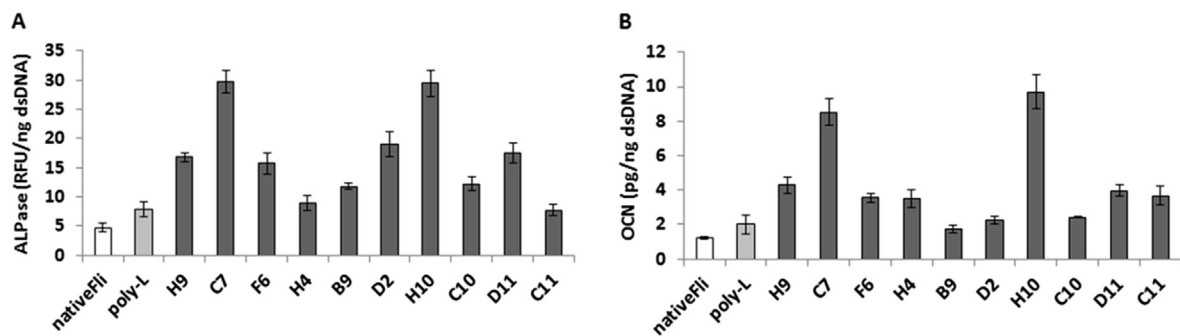 A
ALPase (RFU/ng dsDNA)
35
30
25
20
15
10
5
0
nativeFli
poly-L
H9
C7
F6
H4
B9
D2
H10
C10
D11
C11
B
OCN (pg/ng dsDNA)
12
10
8
6
4
2
0
nativeFli
poly-L
H9
C7
F6
H4
B9
D2
H10
C10
D11
C11